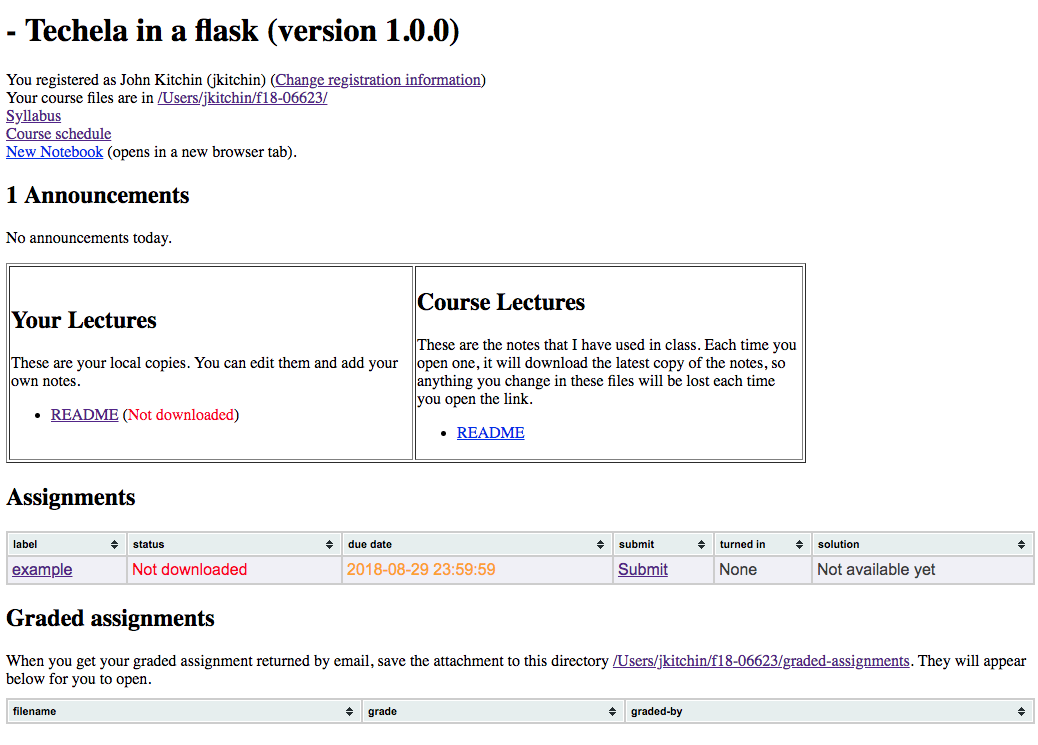 - Techela in a flask (version 1.0.0)
You registered as John Kitchin (jkitchin) (Change registration information)
Your course files are in /Users/jkitchin/f18-06623/
Syllabus
Course schedule
New Notebook (opens in a new browser tab).
1 Announcements
No announcements today.
Your Lectures
These are your local copies. You can edit them and add your
own notes.
• README (Not downloaded)
Course Lectures
These are the notes that I have used in class. Each time you
open one, it will download the latest copy of the notes, so
anything you change in these files will be lost each time
you open the link.
• README
Assignments
label status due date submit turned in solution
example Not downloaded 2018-08-29 23:59:59 Submit None Not available yet
Graded assignments
When you get your graded assignment returned by email, save the attachment to this directory /Users/jkitchin/f18-06623/graded-assignments. They will appear
below for you to open.
filename grade graded-by